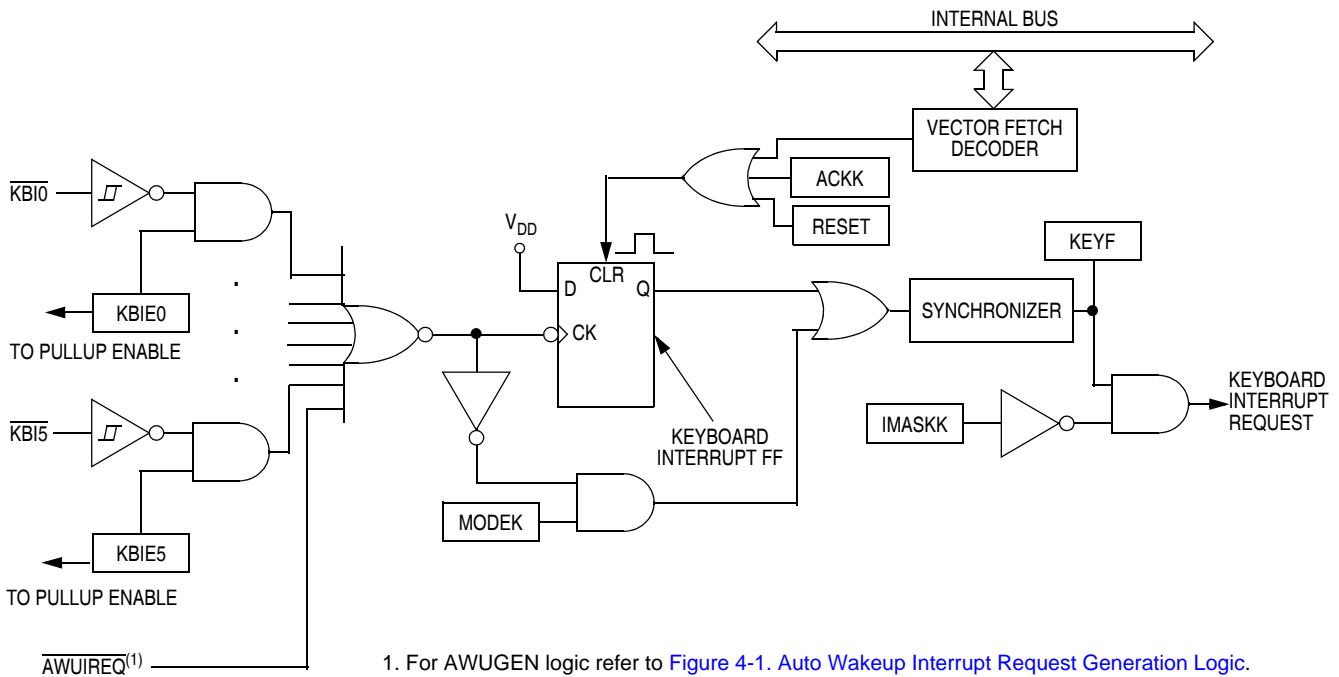 INTERNAL BUS
VECTOR FETCH
DECODER
ACKK
RESET
KBI0
VDD
KEYF
CLR
D
Q
CK
SYNCHRONIZER
KBIE0
TO PULLUP ENABLE
.
.
.
KBI5
KEYBOARD
INTERRUPT FF
IMASKK
KEYBOARD
INTERRUPT
REQUEST
MODEK
KBIE5
TO PULLUP ENABLE
AWUIREQ(1)
1. For AWUGEN logic refer to Figure 4-1. Auto Wakeup Interrupt Request Generation Logic.